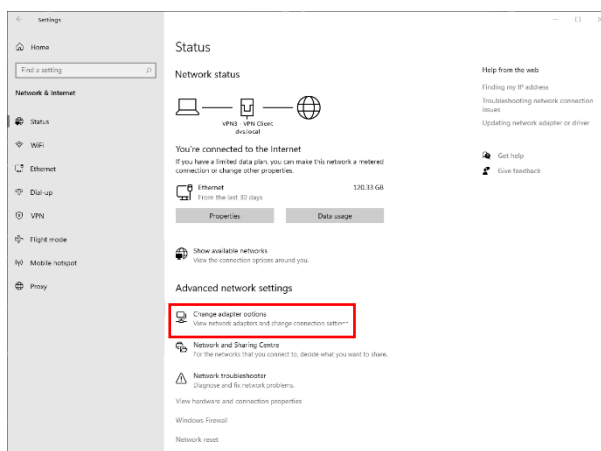 Settings
Home
Find a setting
Network & Internet
Status
WiFi
Ethernet
Dial-up
VPN
Flight mode
Mobile hotspot
Proxy
Status
Network status
VPN3 - VPN Client
dvs.local
You're connected to the Internet
If you have a limited data plan, you can make this network a metered
connection or change other properties.
Ethernet
From the last 30 days
120.33 GB
Properties
Data usage
Show available networks
View the connection options around you.
Advanced network settings
Change adapter options
View network adapters and change connection settings.
Network and Sharing Centre
For the networks that you connect to, decide what you want to share.
Network troubleshooter
Diagnose and fix network problems.
View hardware and connection properties
Windows Firewall
Network reset
Help from the web
Finding my IP address
Troubleshooting network connection
issues
Updating network adapter or driver
Get help
Give feedback